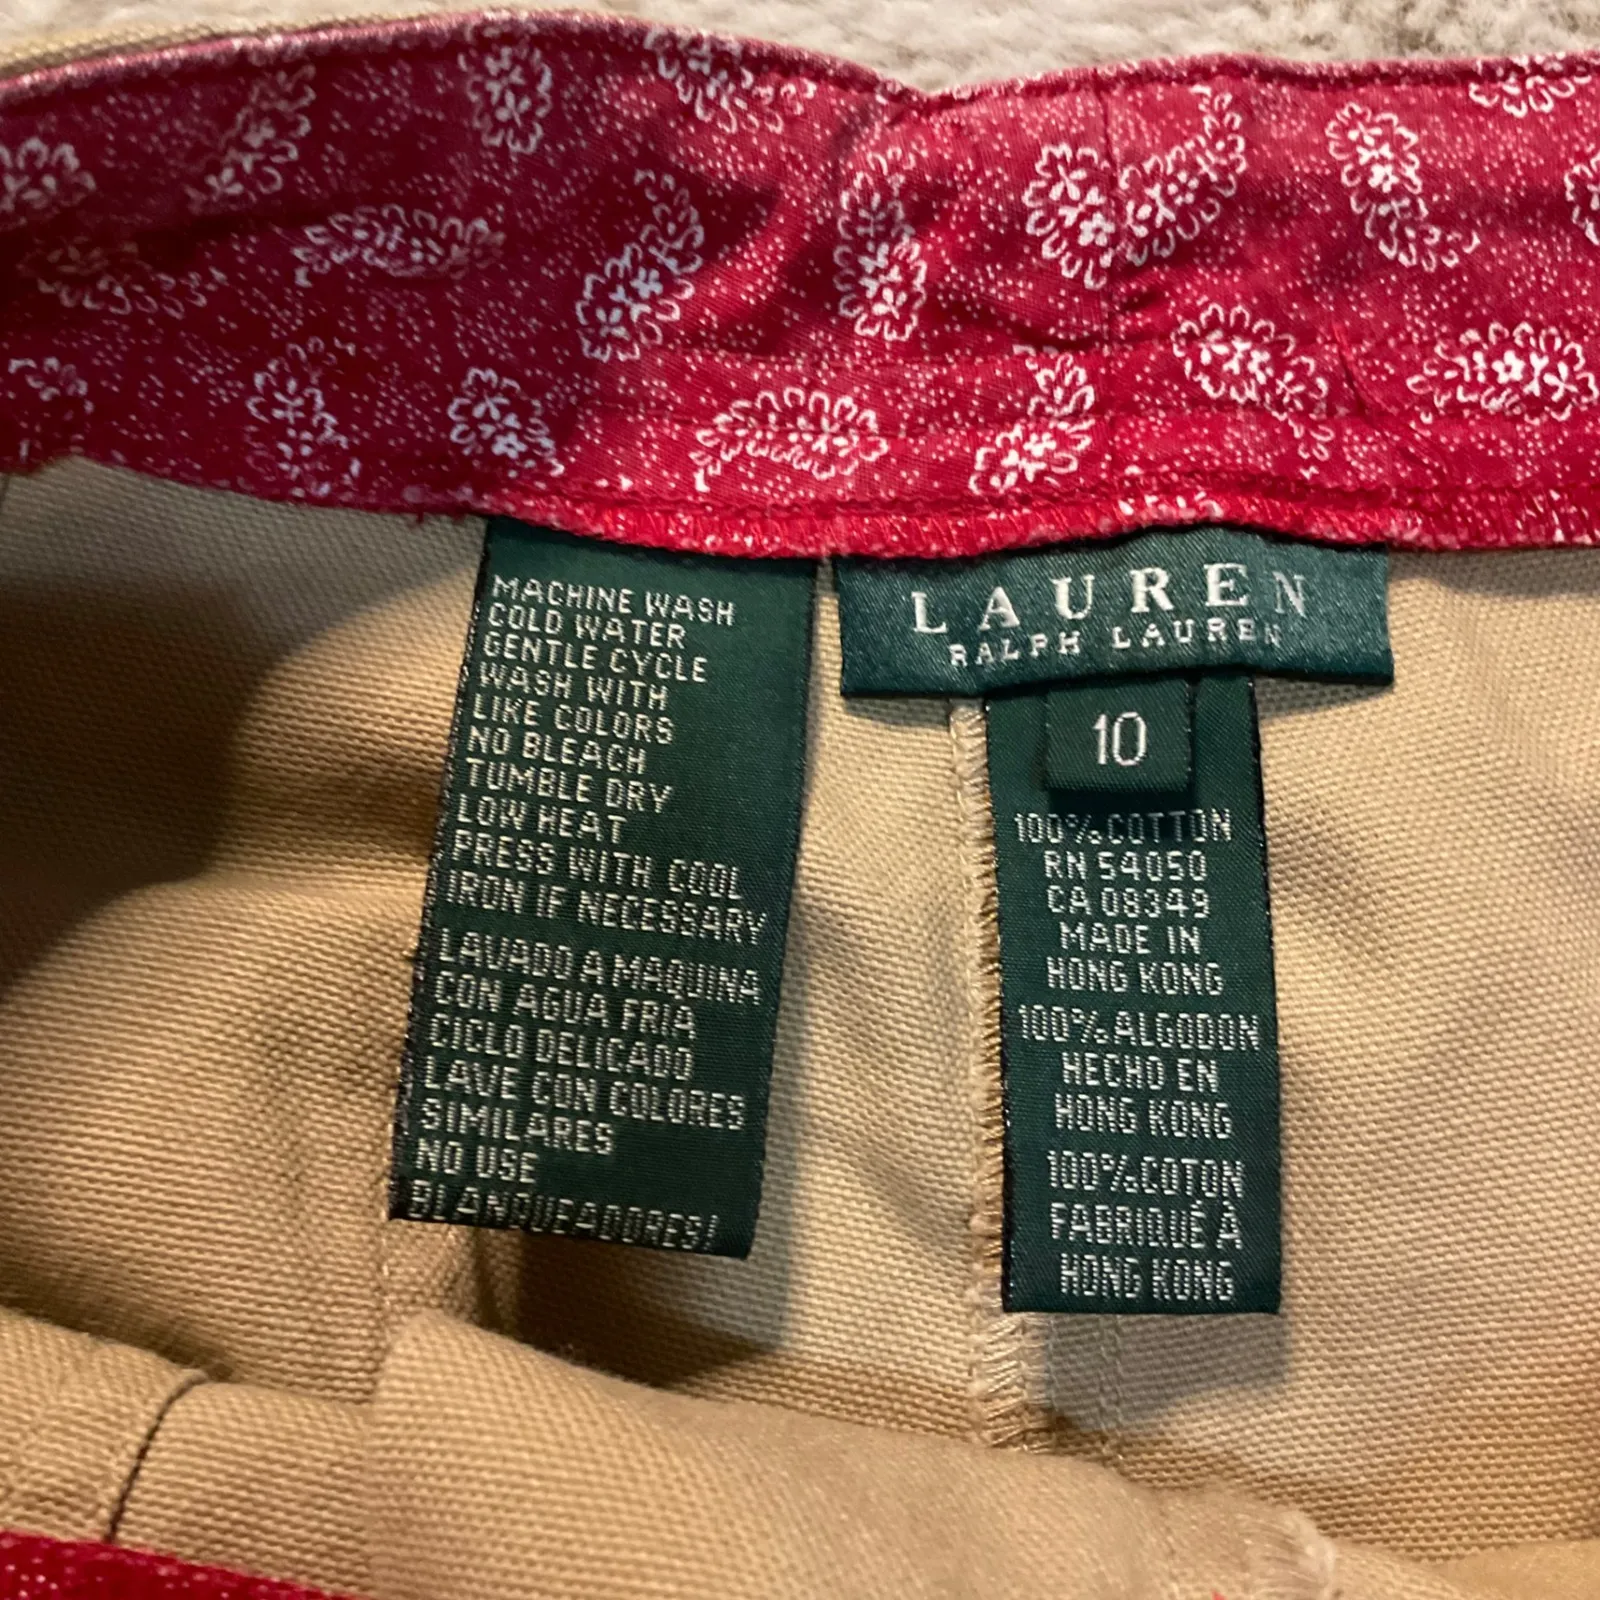 MACHINE WASH
COLD WATER
GENTLE CYCLE
WASH WITH
LIKE COLORS
NO BLEACH
TUMBLE DRY
LOW HEAT
PRESS WITH COOL
IRON IF NECESSARY
LAVADO A MAQUINA
CON AGUA FRIA
CICLO DELICADO
LAVE CON COLORES
SIMILARES
NO USE
BLANQUEADORES!
LAUREN
RALPH LAUREN
10
100% COTTON
RN 54050
CA 08349
MADE IN
HONG KONG
100% ALGODON
HECHO EN
HONG KONG
100% COTON
FABRIQUÉ À
HONG KONG